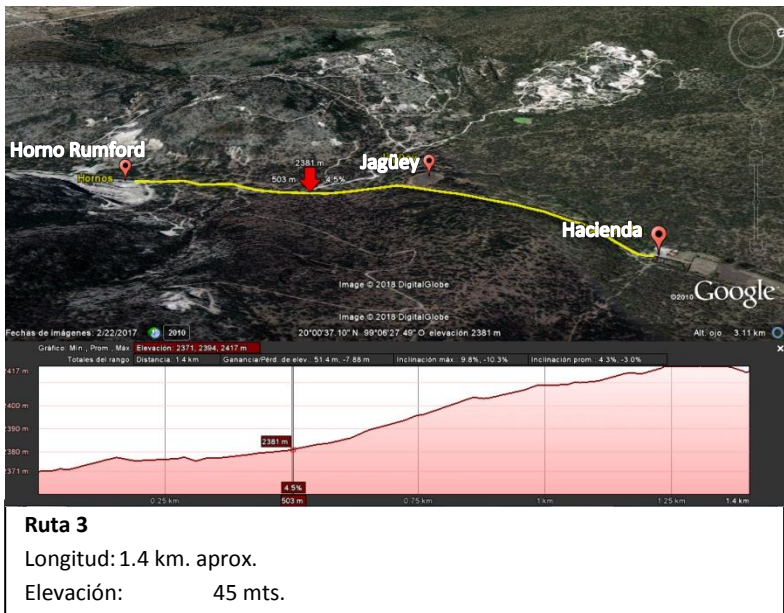 Horno Rumford
Hornos
2381 m
503 m 4.5%
Jagüey
Hacienda
Image © 2018 DigitalGlobe
Image © 2018 DigitalGlobe
©2010 Google
Fechas de imágenes: 2/22/2017 2010 20°00'37.10" N 99°06'27.49" O elevación 2381 m Alt. ojo 3.11 km
Gráfico: Mín., Prom., Máx Elevación: 2371, 2394, 2417 m
Totales del rango: Distancia: 1.4 km Ganancia/Pérd. de elev.: 51.4 m, -7.88 m Inclinación máx.: 9.8%, -10.3% Inclinación prom.: 4.3%, -3.0%
2417 m
2400 m
2390 m
2381 m
2380 m
2371 m
4.5%
0.25 km 503 m 0.75 km 1 km 1.25 km 1.4 km
Ruta 3
Longitud: 1.4 km. aprox.
Elevación: 45 mts.